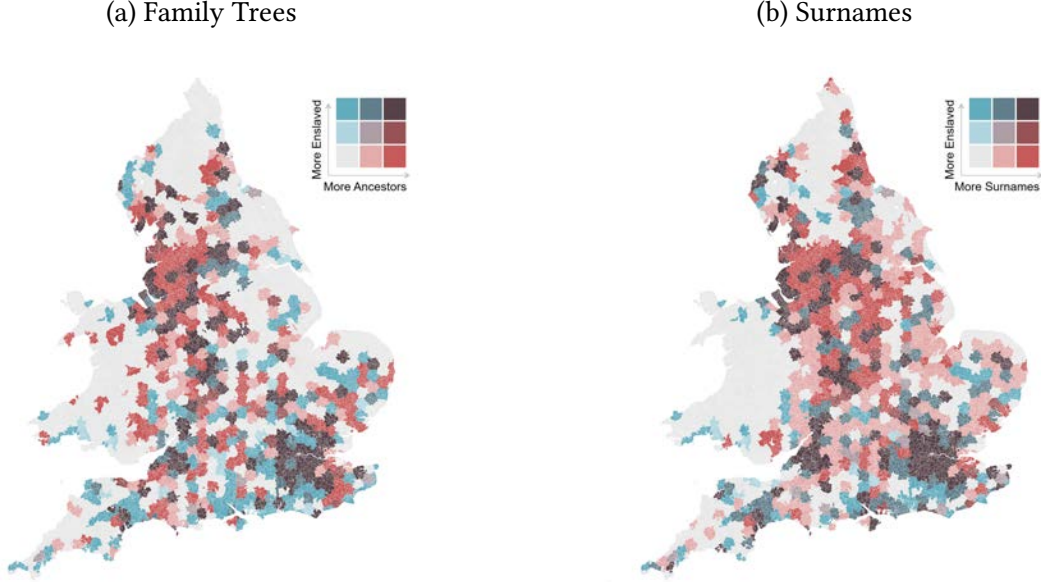 (a) Family Trees
(b) Surnames
More Enslaved
More Ancestors
More Enslaved
More Surnames